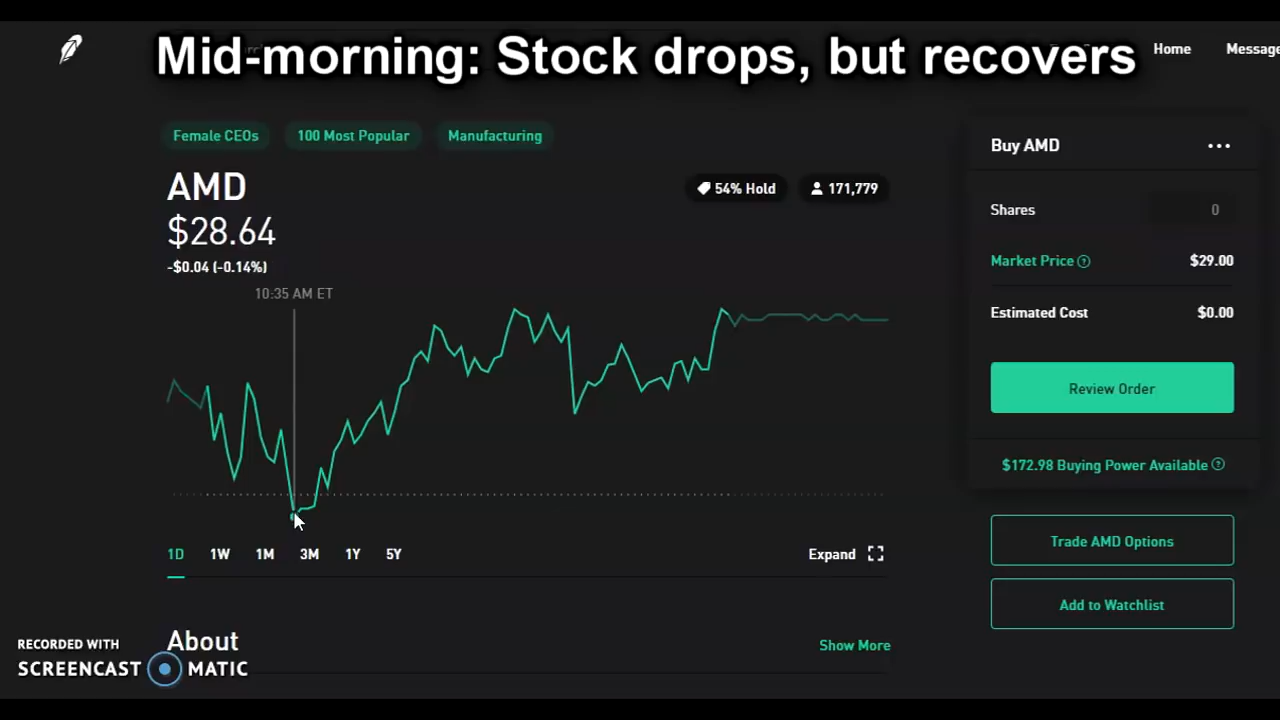 Mid-morning: Stock drops, but recovers
Home
Message
Female CEOs
100 Most Popular
Manufacturing
AMD
$28.64
-$0.04 (-0.14%)
54% Hold
171,779
10:35 AM ET
1D
1W
1M
3M
1Y
5Y
Expand
About
Show More
Buy AMD
Shares
0
Market Price
$29.00
Estimated Cost
$0.00
Review Order
$172.98 Buying Power Available
Trade AMD Options
Add to Watchlist
RECORDED WITH
SCREENCAST MATIC